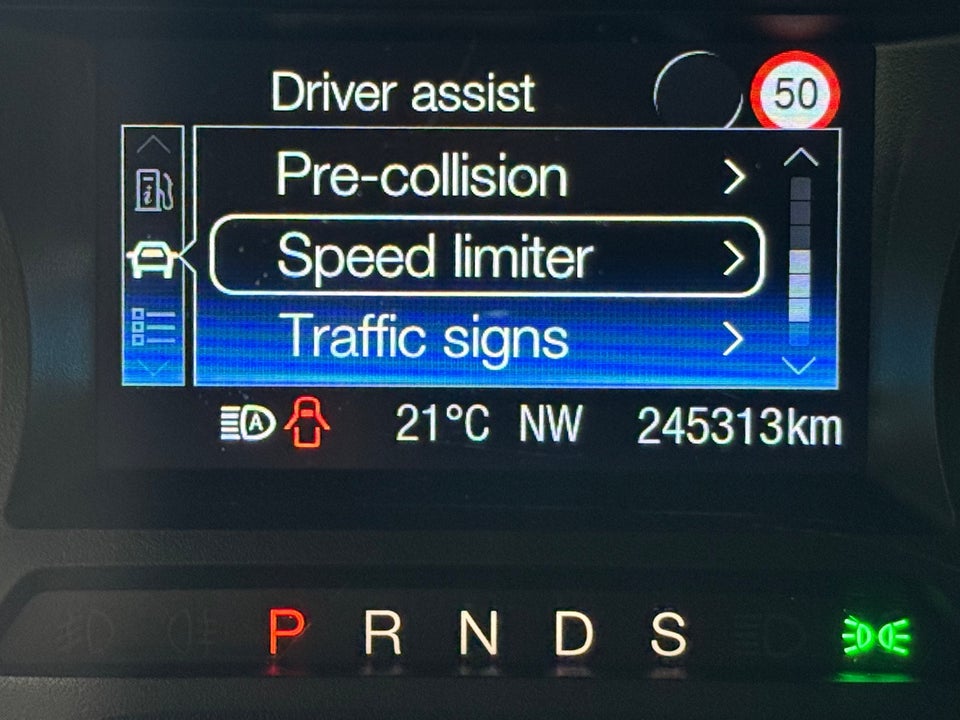 Driver assist
50
Pre-collision
Speed limiter
Traffic signs
A
21°C NW 245313km
P R N D S